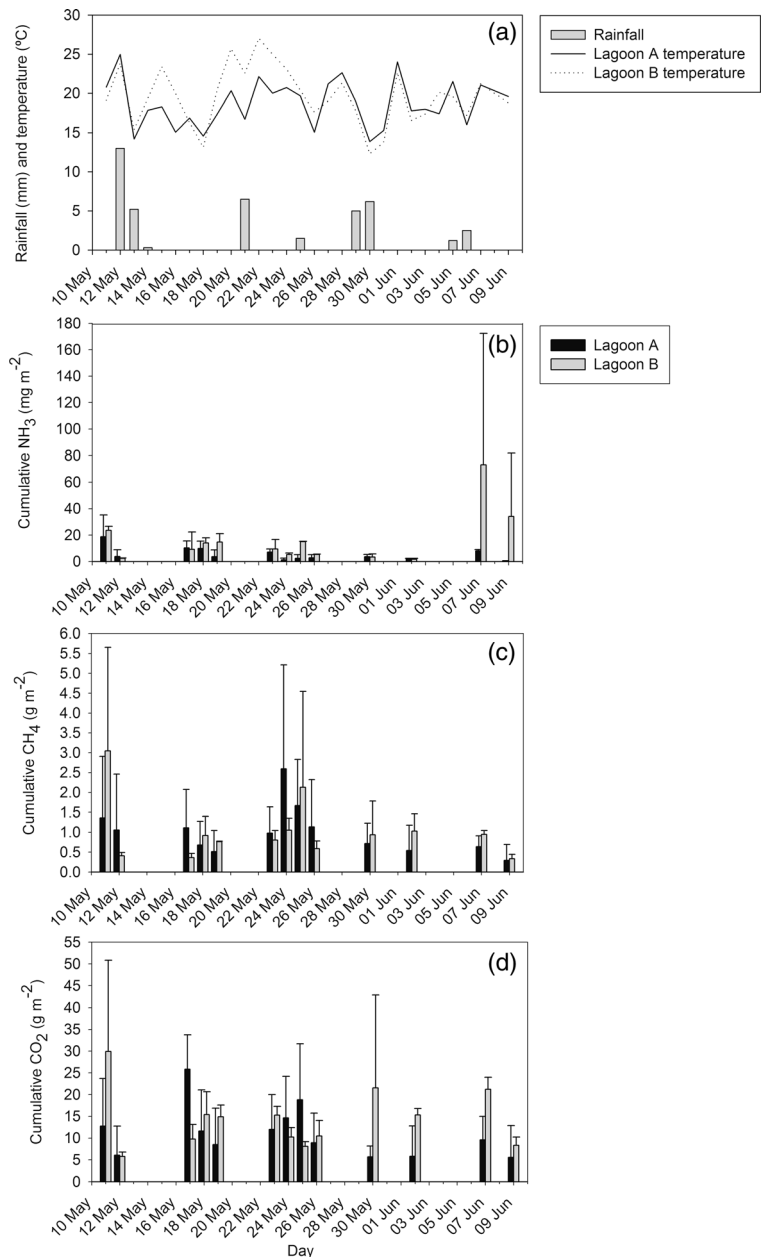 (a)
Rainfall (mm) and temperature (ºC)
30
25
20
15
10
5
0
10 May
12 May
14 May
16 May
18 May
20 May
22 May
24 May
26 May
28 May
30 May
01 Jun
03 Jun
05 Jun
07 Jun
09 Jun
Rainfall
Lagoon A temperature
Lagoon B temperature
(b)
Cumulative NH3 (mg m-2)
180
160
140
120
100
80
60
40
20
0
10 May
12 May
14 May
16 May
18 May
20 May
22 May
24 May
26 May
28 May
30 May
01 Jun
03 Jun
05 Jun
07 Jun
09 Jun
Lagoon A
Lagoon B
(c)
Cumulative CH4 (g m-2)
6.0
5.5
5.0
4.5
4.0
3.5
3.0
2.5
2.0
1.5
1.0
0.5
0.0
10 May
12 May
14 May
16 May
18 May
20 May
22 May
24 May
26 May
28 May
30 May
01 Jun
03 Jun
05 Jun
07 Jun
09 Jun
(d)
Cumulative CO2 (g m-2)
55
50
45
40
35
30
25
20
15
10
5
0
10 May
12 May
14 May
16 May
18 May
20 May
22 May
24 May
26 May
28 May
30 May
01 Jun
03 Jun
05 Jun
07 Jun
09 Jun
Day